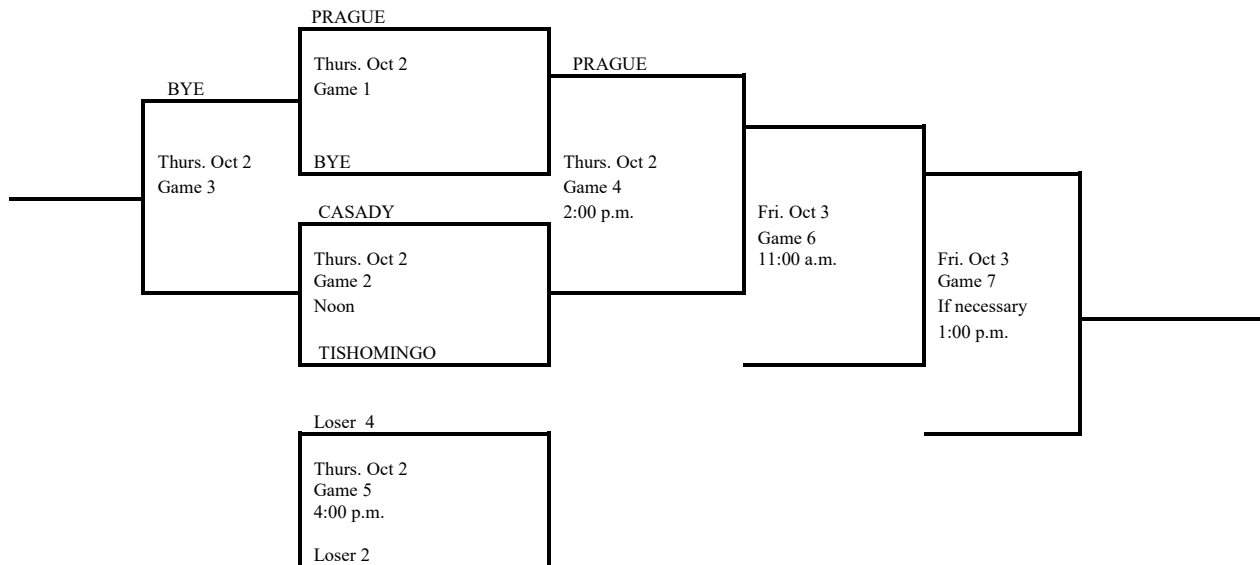 PRAGUE
Thurs. Oct 2
Game 1
BYE
PRAGUE
BYE
Thurs. Oct 2
Game 3
CASADY
Thurs. Oct 2
Game 2
Noon
TISHOMINGO
Thurs. Oct 2
Game 4
2:00 p.m.
Fri. Oct 3
Game 6
11:00 a.m.
Fri. Oct 3
Game 7
If necessary
1:00 p.m.
Loser 4
Thurs. Oct 2
Game 5
4:00 p.m.
Loser 2